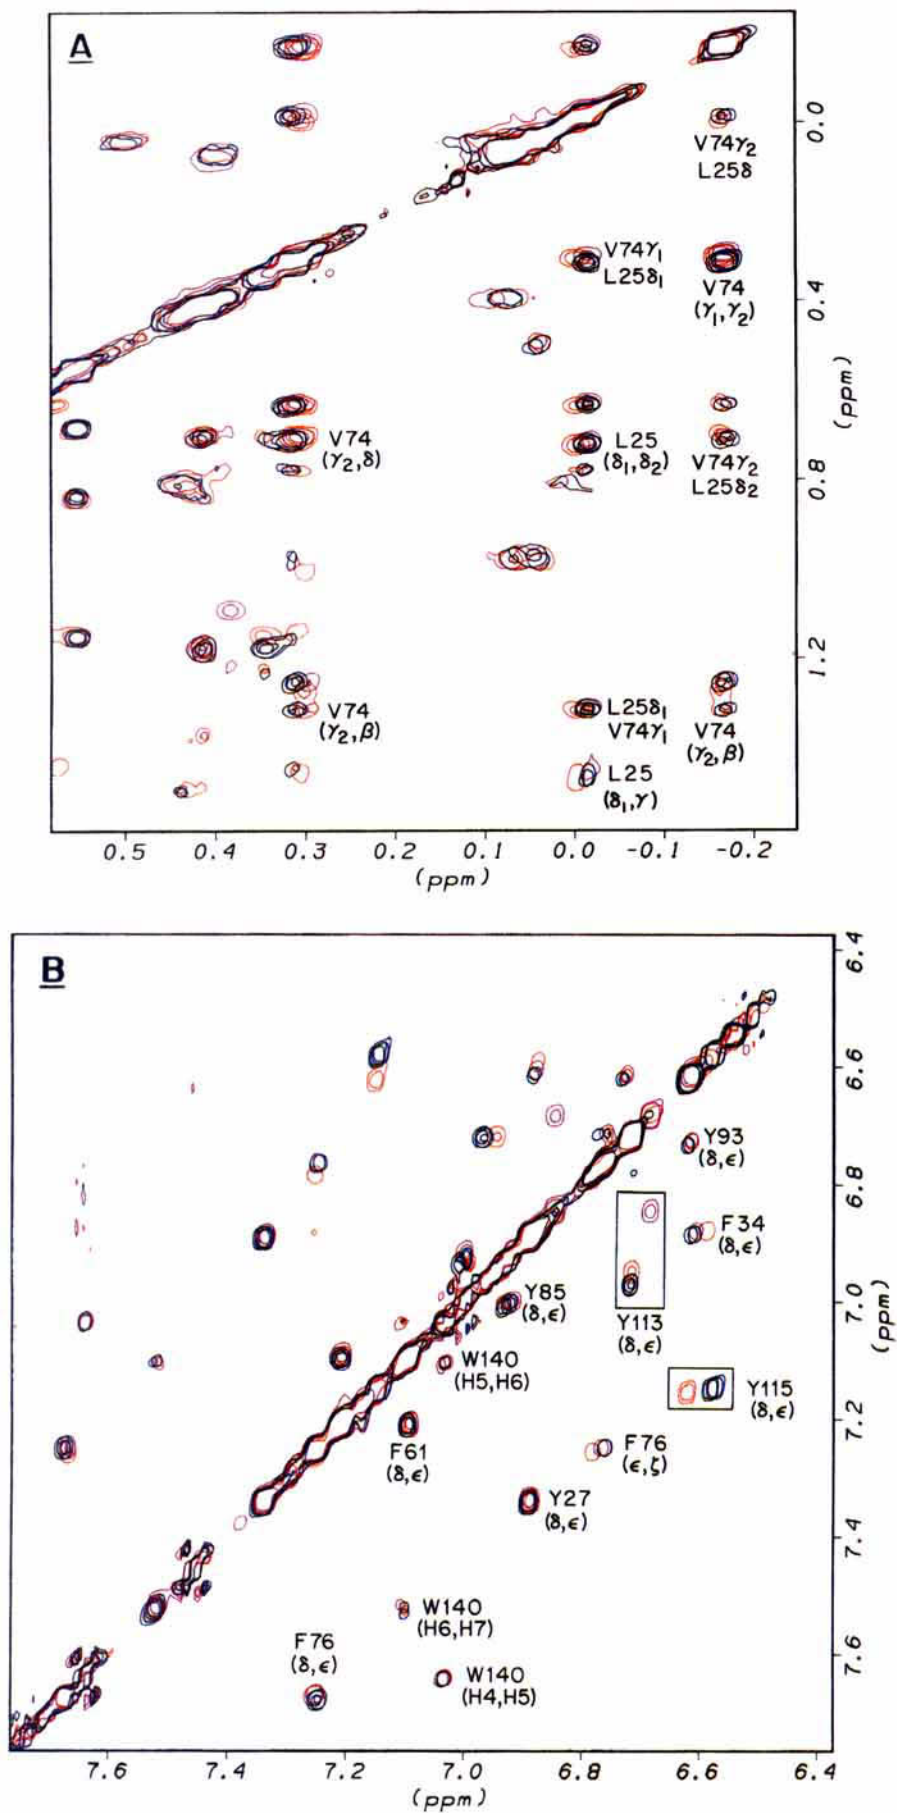 A
0.0
V74γ₂
L25δ
V74γ₁
L25δ₁
V74
(γ₁,γ₂)
0.4
(ppm)
V74
(γ₂,δ)
L25
(δ₁,δ₂)
V74γ₂
L25δ₂
0.8
1.2
V74
(γ₂,β)
L25δ₁
V74γ₁
V74
(γ₂,β)
L25
(δ₁,γ)
0.5 0.4 0.3 0.2 0.1 0.0 -0.1 -0.2
(ppm)
B
6.4
6.6
Y93
(δ,ϵ)
6.8
F34
(δ,ϵ)
Y85
(δ,ϵ)
7.0
(ppm)
Y113
(δ,ϵ)
W140
(H5,H6)
Y115
(δ,ϵ)
7.2
F61
(δ,ϵ)
F76
(ϵ,ζ)
Y27
(δ,ϵ)
7.4
W140
(H6,H7)
F76
(δ,ϵ)
7.6
W140
(H4,H5)
7.6 7.4 7.2 7.0 6.8 6.6 6.4
(ppm)